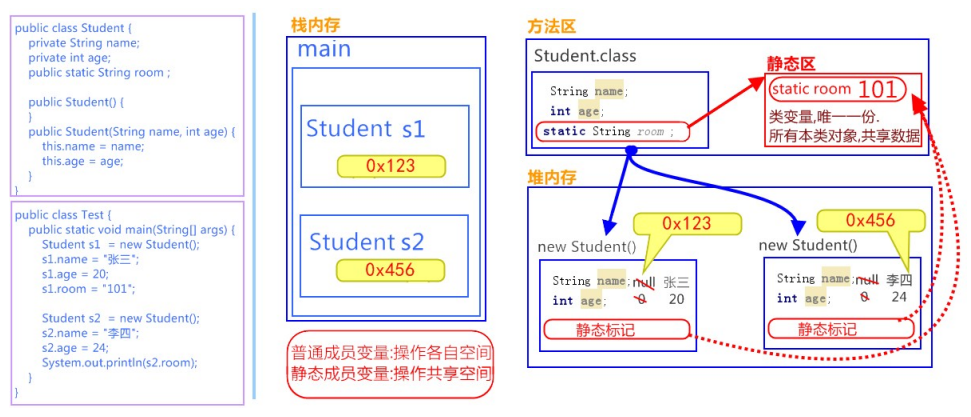 public class Student {
private String name;
private int age;
public static String room ;
public Student() {
}
public Student(String name, int age) {
this.name = name;
this.age = age;
}
}
public class Test {
public static void main(String[] args) {
Student s1 = new Student();
s1.name = "张三";
s1.age = 20;
s1.room = "101";
Student s2 = new Student();
s2.name = "李四";
s2.age = 24;
System.out.println(s2.room);
}
}
栈内存
main
Student s1
0x123
Student s2
0x456
普通成员变量:操作各自空间
静态成员变量:操作共享空间
方法区
Student.class
String name;
int age;
static String room ;
静态区
static room 101
类变量,唯一一份.
所有本类对象,共享数据
堆内存
0x123
new Student()
String name; null 张三
int age; 0 20
静态标记
0x456
new Student()
String name; null 李四
int age; 0 24
静态标记